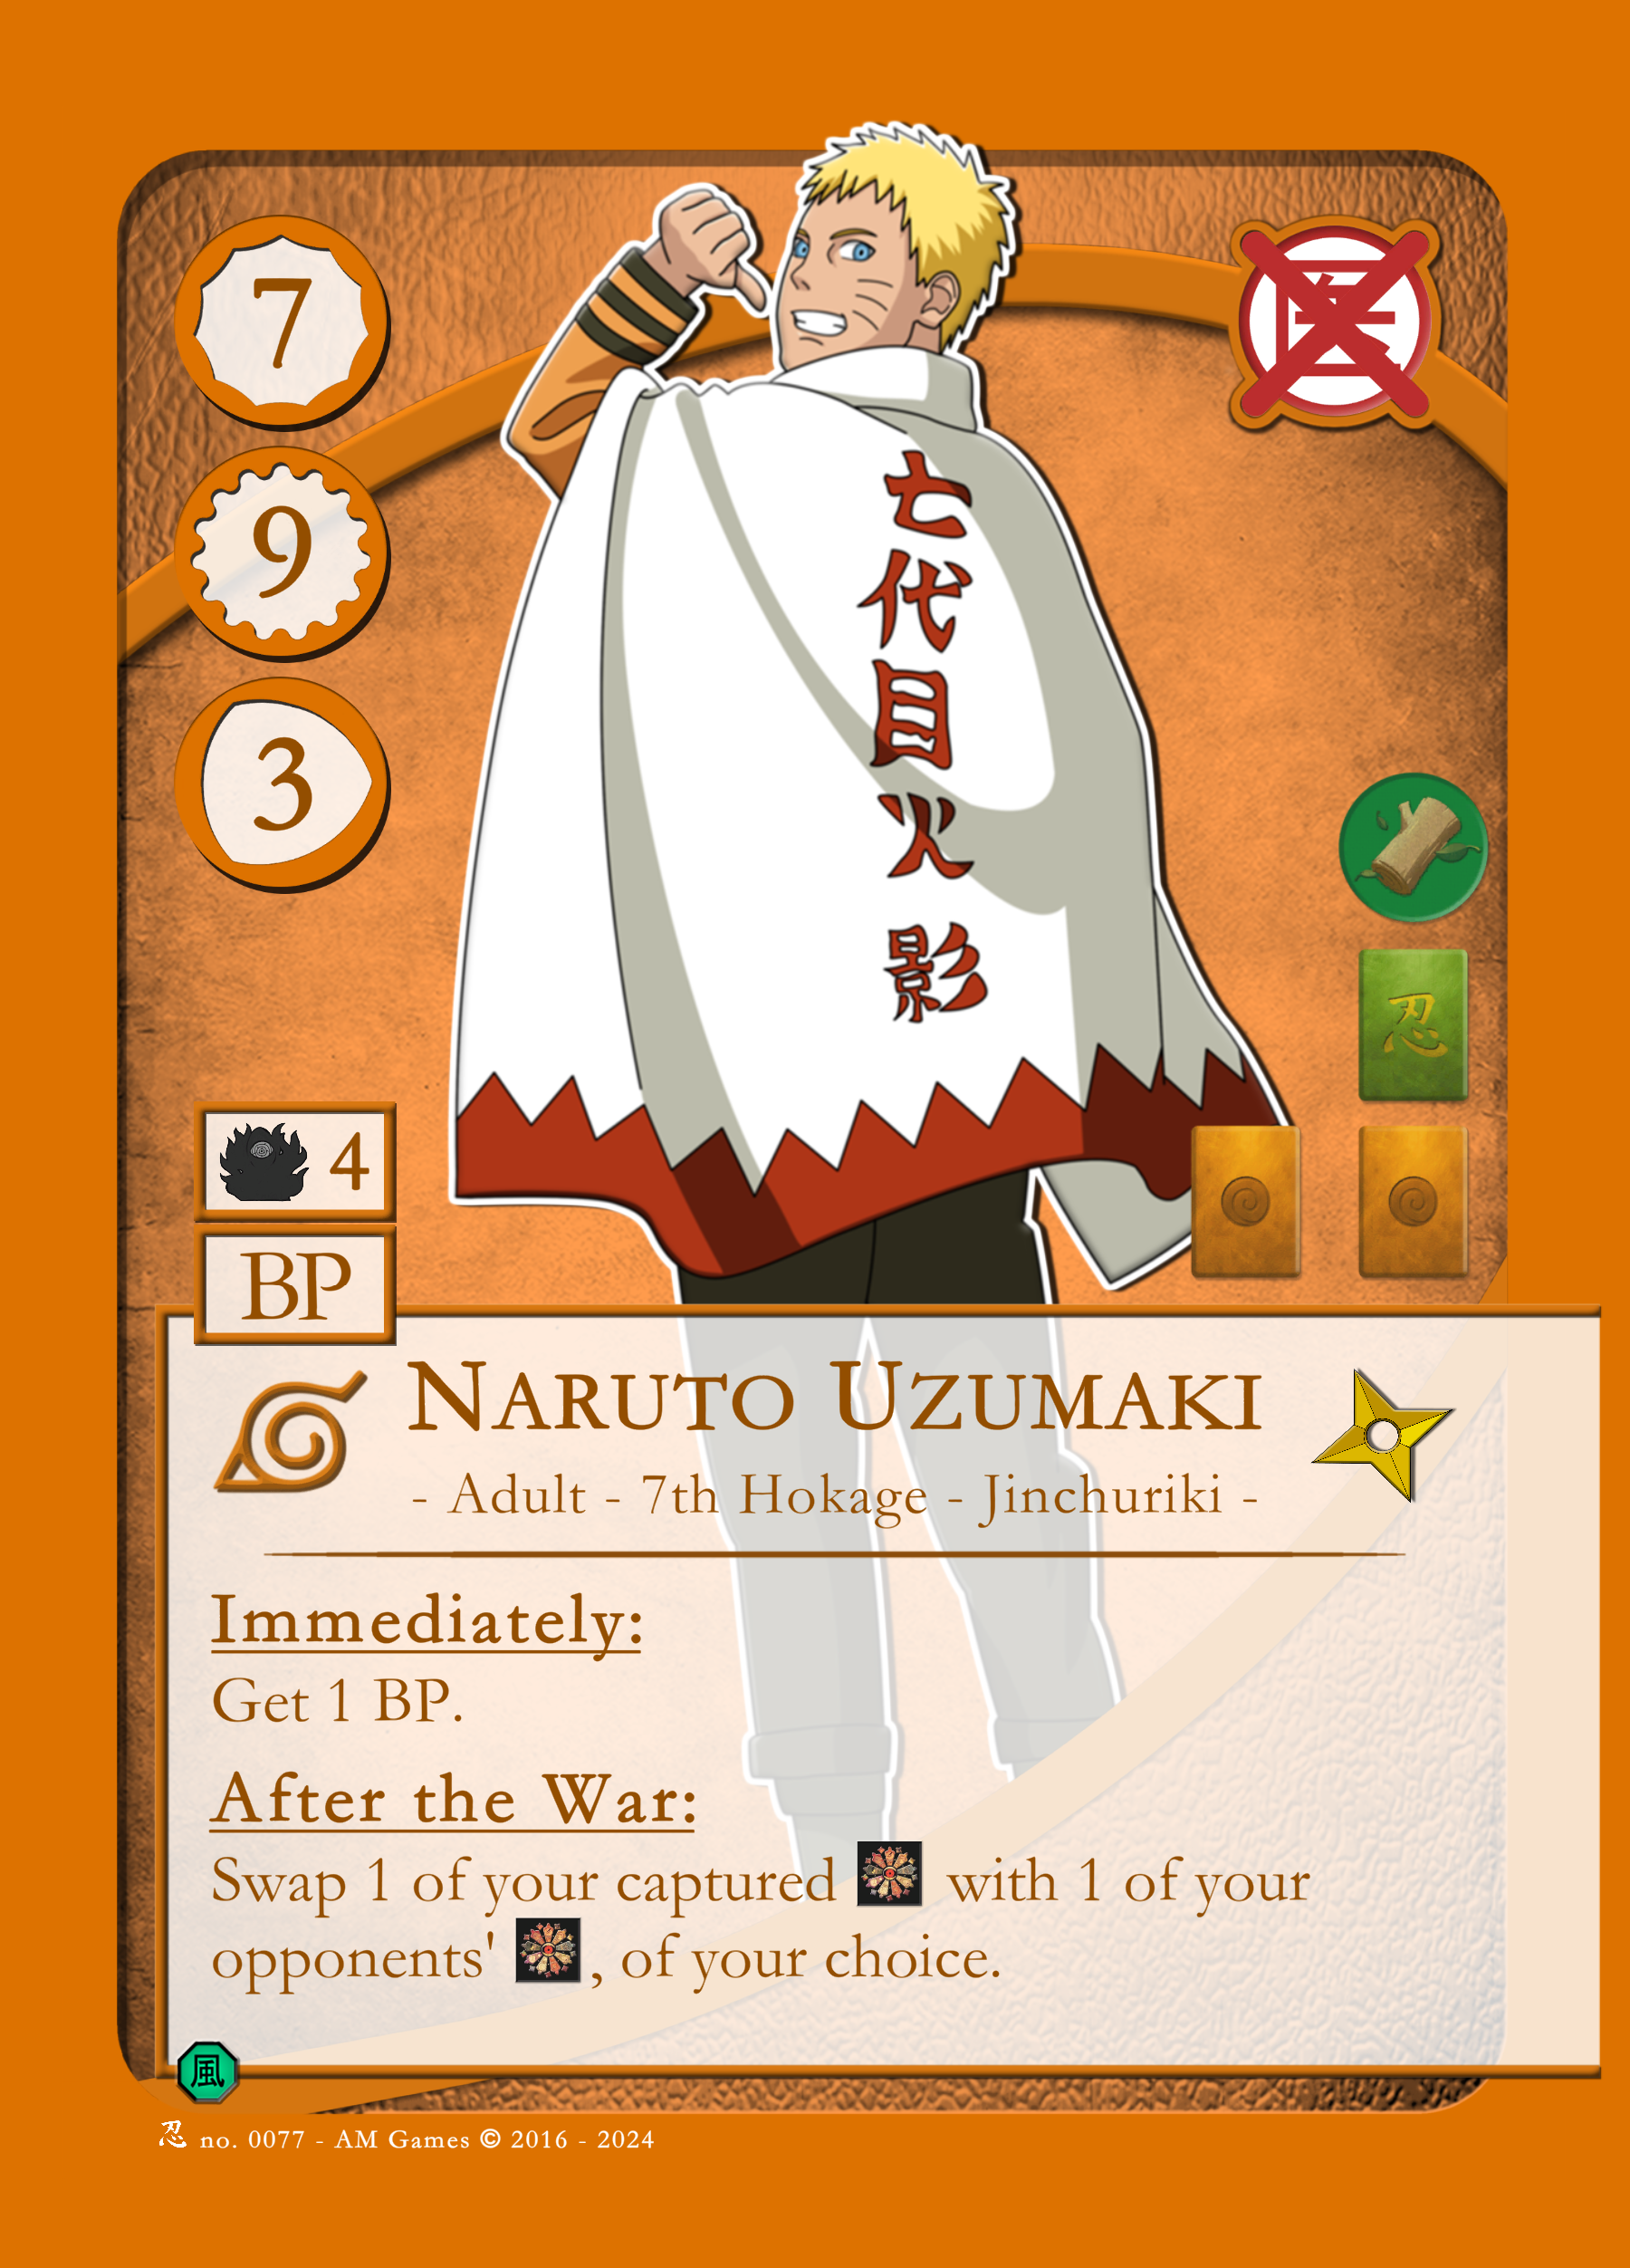 7
9
3
医
七代目火影
忍
4
BP
NARUTO UZUMAKI
- Adult - 7th Hokage - Jinchuriki -
Immediately:
Get 1 BP.
After the War:
Swap 1 of your captured with 1 of your
opponents' , of your choice.
風
忍 no. 0077 - AM Games © 2016 - 2024